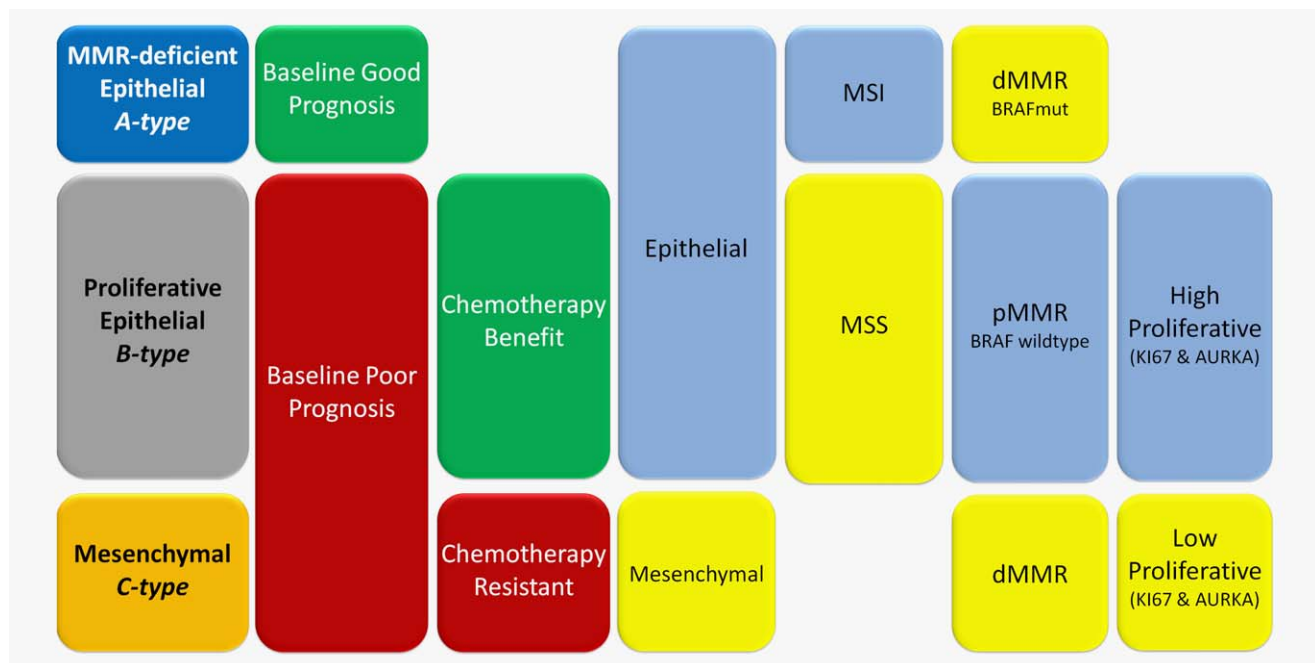 MMR-deficient
Epithelial
A-type
Baseline Good
Prognosis
MSI
dMMR
BRAFmut
Proliferative
Epithelial
B-type
Baseline Poor
Prognosis
Chemotherapy
Benefit
Epithelial
MSS
pMMR
BRAF wildtype
High
Proliferative
(KI67 & AURKA)
Mesenchymal
C-type
Chemotherapy
Resistant
Mesenchymal
dMMR
Low
Proliferative
(KI67 & AURKA)